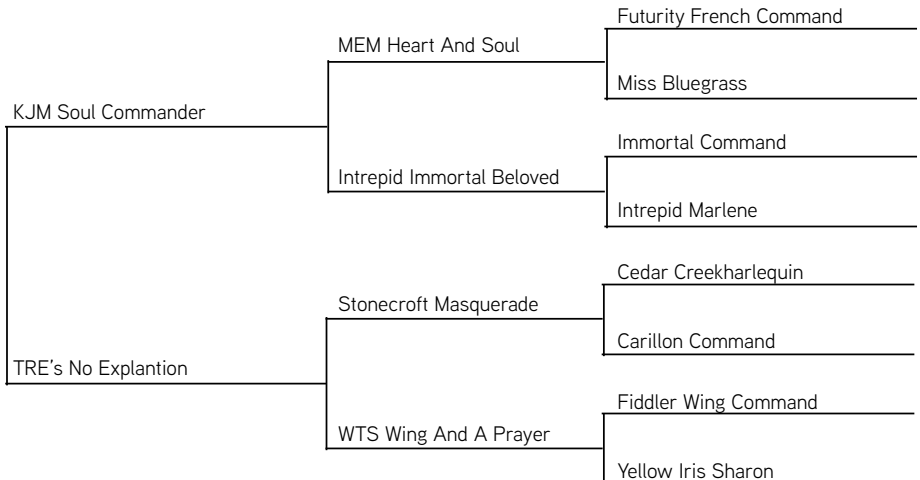 Futurity French Command
MEM Heart And Soul
Miss Bluegrass
KJM Soul Commander
Immortal Command
Intrepid Immortal Beloved
Intrepid Marlene
Cedar Creekharlequin
Stonecroft Masquerade
Carillon Command
TRE's No Explantion
Fiddler Wing Command
WTS Wing And A Prayer
Yellow Iris Sharon